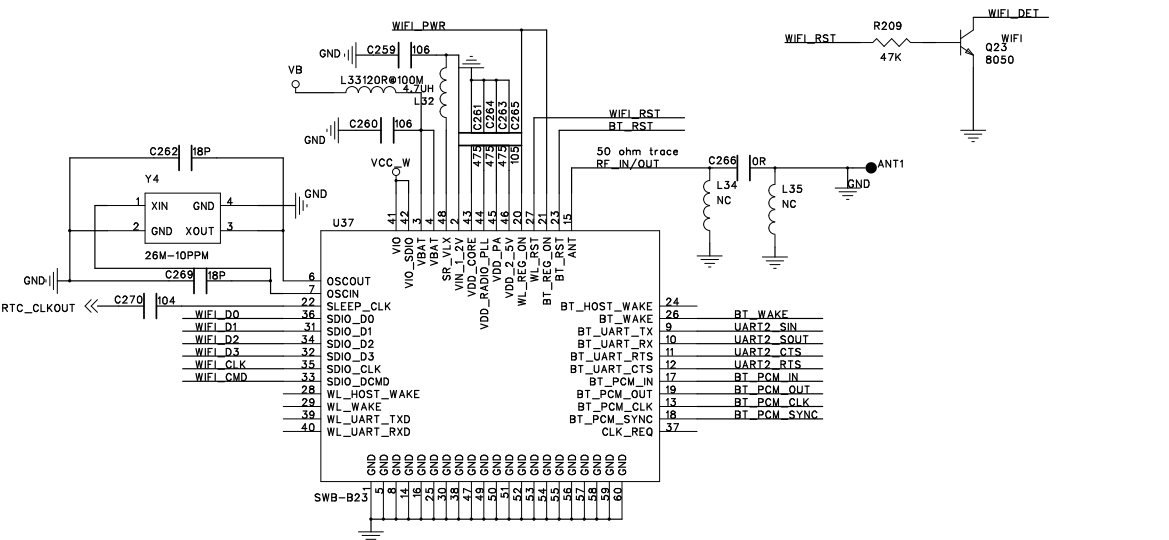 WIFI_PWR
GND C259 106
VB
L33120R@100M
4.7UH
L32
C261
C264
C263
C265
475
475
475
105
GND C260 106
WIFI_RST
BT_RST
VCC_W
50 ohm trace
RF_IN/OUT
C266 0R
ANT1
GND
L34
NC
L35
NC
WIFI_DET
R209
WIFI_RST
47K
WIFI
Q23
8050
C262 18P
Y4
1 XIN GND 4
GND
2 GND XOUT 3
26M-10PPM
GND
C269 18P
RTC_CLKOUT
C270 104
U37
41 VIO
42 VIO_SDIO
3 VBAT
4 VBAT
48 SR_VLX
2 VIN_1_2V
43 VDD_CORE
44 VDD_RADIO_PLL
45 VDD_PA
46 VDD_2_5V
20 WL_REG_ON
27 WL_RST
21 BT_REG_ON
23 BT_RST
15 ANT
6 OSCOUT
7 OSCIN
22 SLEEP_CLK
WIFI_D0 36 SDIO_D0
WIFI_D1 31 SDIO_D1
WIFI_D2 34 SDIO_D2
WIFI_D3 32 SDIO_D3
WIFI_CLK 35 SDIO_CLK
WIFI_CMD 33 SDIO_DCMD
28 WL_HOST_WAKE
29 WL_WAKE
39 WL_UART_TXD
40 WL_UART_RXD
BT_HOST_WAKE 24
BT_WAKE 26 BT_WAKE
BT_UART_TX 9 UART2_SIN
BT_UART_RX 10 UART2_SOUT
BT_UART_RTS 11 UART2_CTS
BT_UART_CTS 12 UART2_RTS
BT_PCM_IN 17 BT_PCM_IN
BT_PCM_OUT 19 BT_PCM_OUT
BT_PCM_CLK 13 BT_PCM_CLK
BT_PCM_SYNC 18 BT_PCM_SYNC
CLK_REQ 37
GND GND GND GND GND GND GND GND GND GND GND GND GND GND GND GND GND GND GND GND GND
SWB-B23
1 5 8 14 16 25 30 38 47 49 50 51 52 53 54 55 56 57 58 59 60